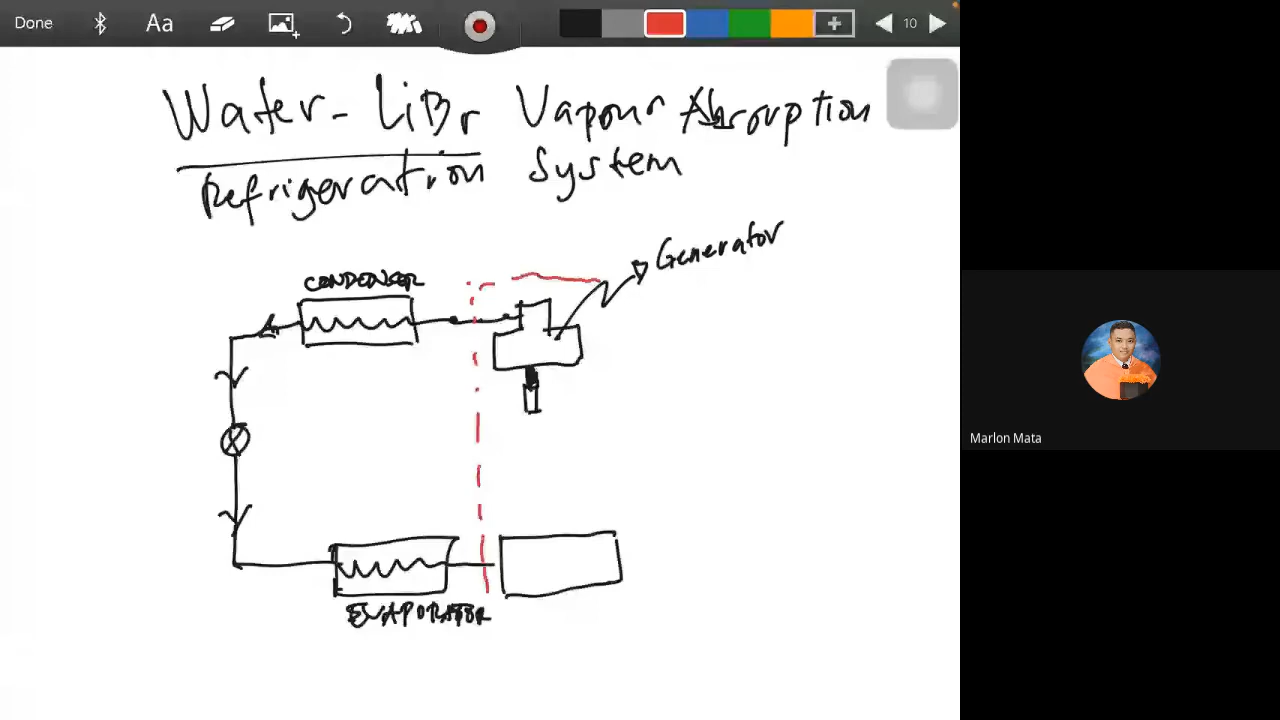 Done
Aa
10
Water - LiBr Vapour Absorption
Refrigeration System
Generator
CONDENSER
EVAPORATOR
Marlon Mata